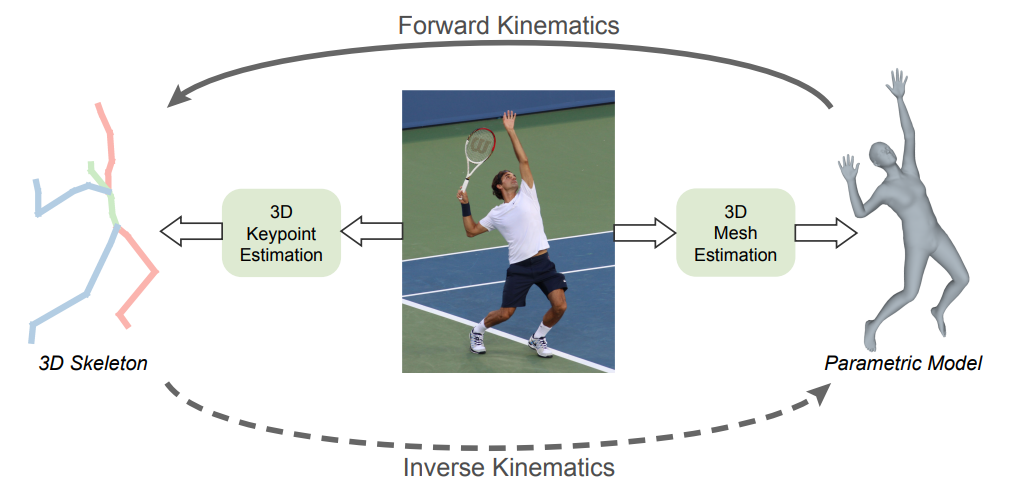 Forward Kinematics
3D
Keypoint
Estimation
3D
Mesh
Estimation
3D Skeleton
Parametric Model
Inverse Kinematics